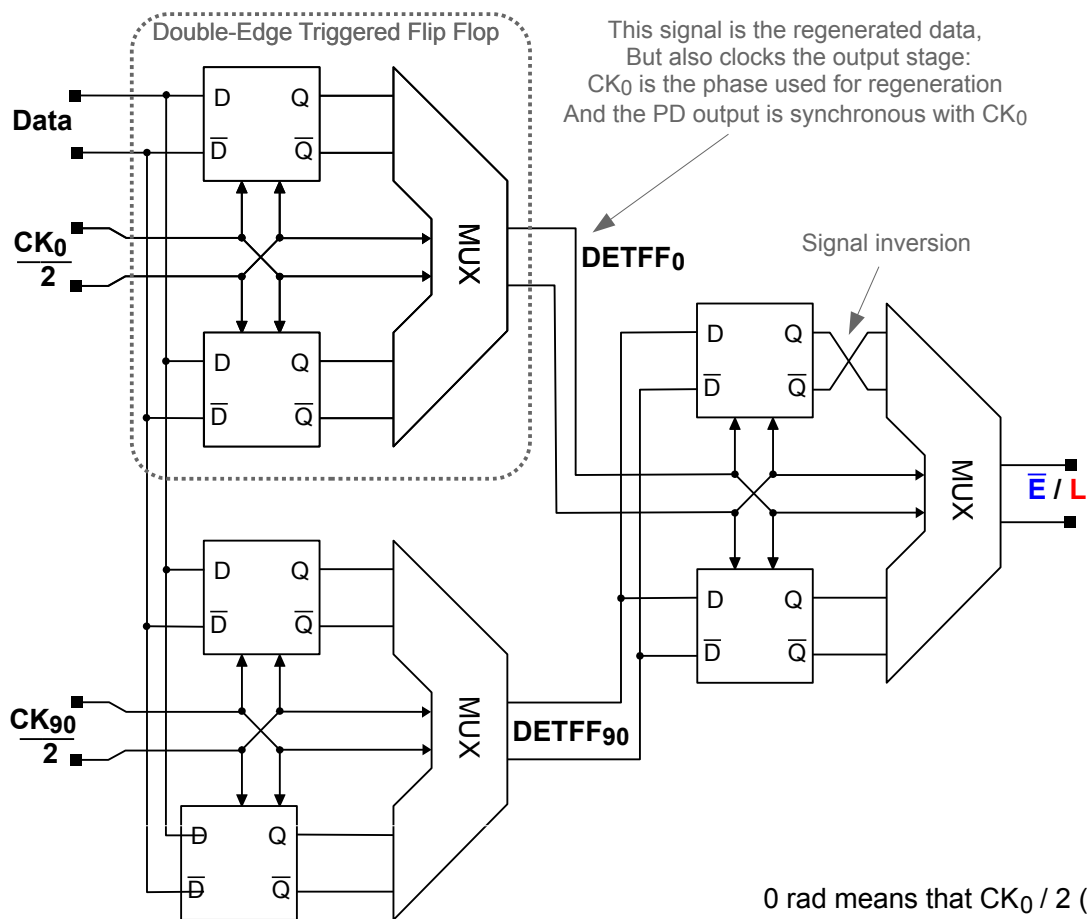 Double-Edge Triggered Flip Flop
This signal is the regenerated data,
But also clocks the output stage:
CK0 is the phase used for regeneration
And the PD output is synchronous with CK0
Data
D Q
D̅ Q̅
MUX
CK0
2
D Q
D̅ Q̅
DETFF0
Signal inversion
D Q
D̅ Q̅
MUX
E̅ / L
D Q
D̅ Q̅
D Q
D̅ Q̅
MUX
CK90
2
DETFF90
D Q
D̅ Q̅
0 rad means that CK0 / 2 (